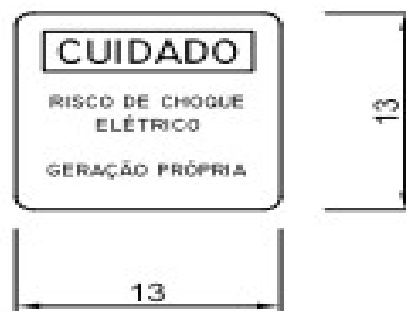 CUIDADO
RISCO DE CHOQUE
ELÉTRICO
GERAÇÃO PRÓPRIA
13
13